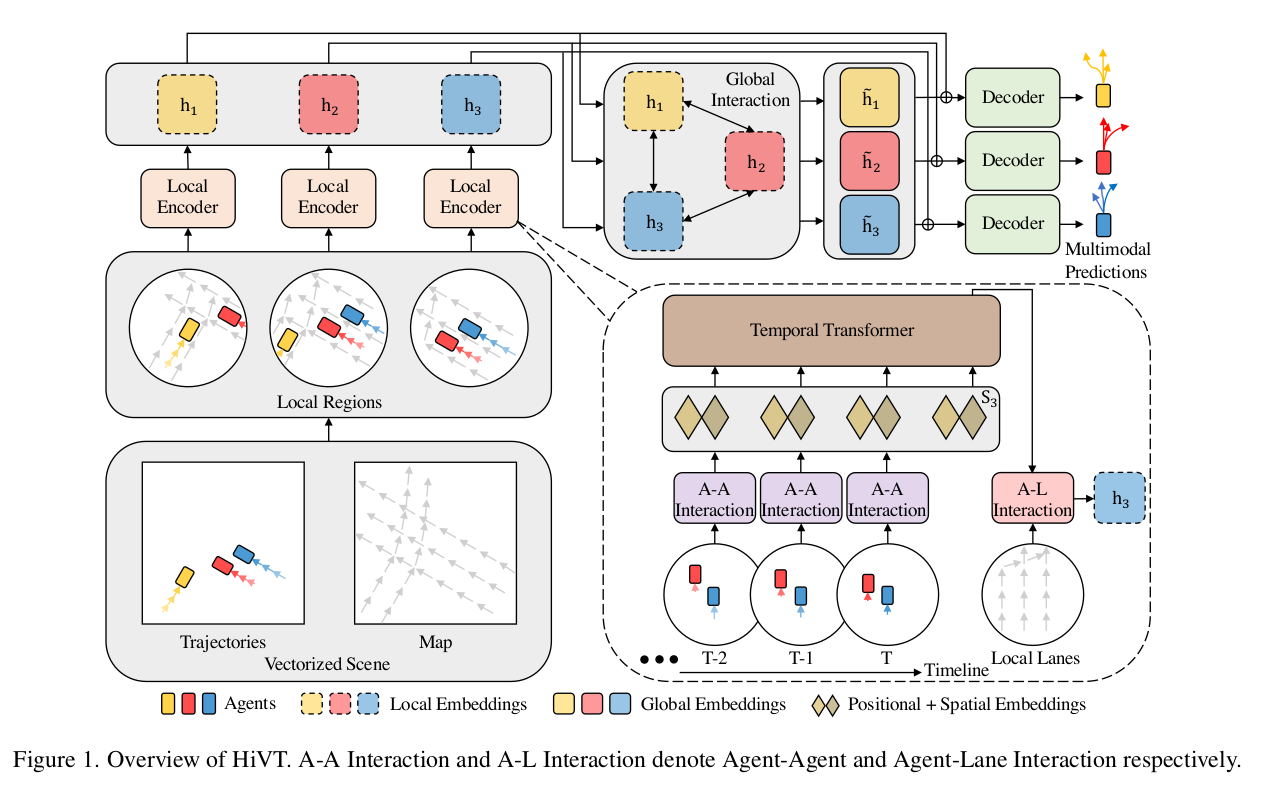 h₁
h₂
h₃
Local
Encoder
Local
Encoder
Local
Encoder
Local Regions
Trajectories
Map
Vectorized Scene
Global
Interaction
h₁
h₂
h₃
h̃₁
h̃₂
h̃₃
Decoder
Decoder
Decoder
Multimodal
Predictions
Temporal Transformer
S₃
A-A
Interaction
A-A
Interaction
A-A
Interaction
A-L
Interaction
h₃
T-2
T-1
T
Local Lanes
Timeline
Agents
Local Embeddings
Global Embeddings
Positional + Spatial Embeddings
Figure 1. Overview of HiVT. A-A Interaction and A-L Interaction denote Agent-Agent and Agent-Lane Interaction respectively.